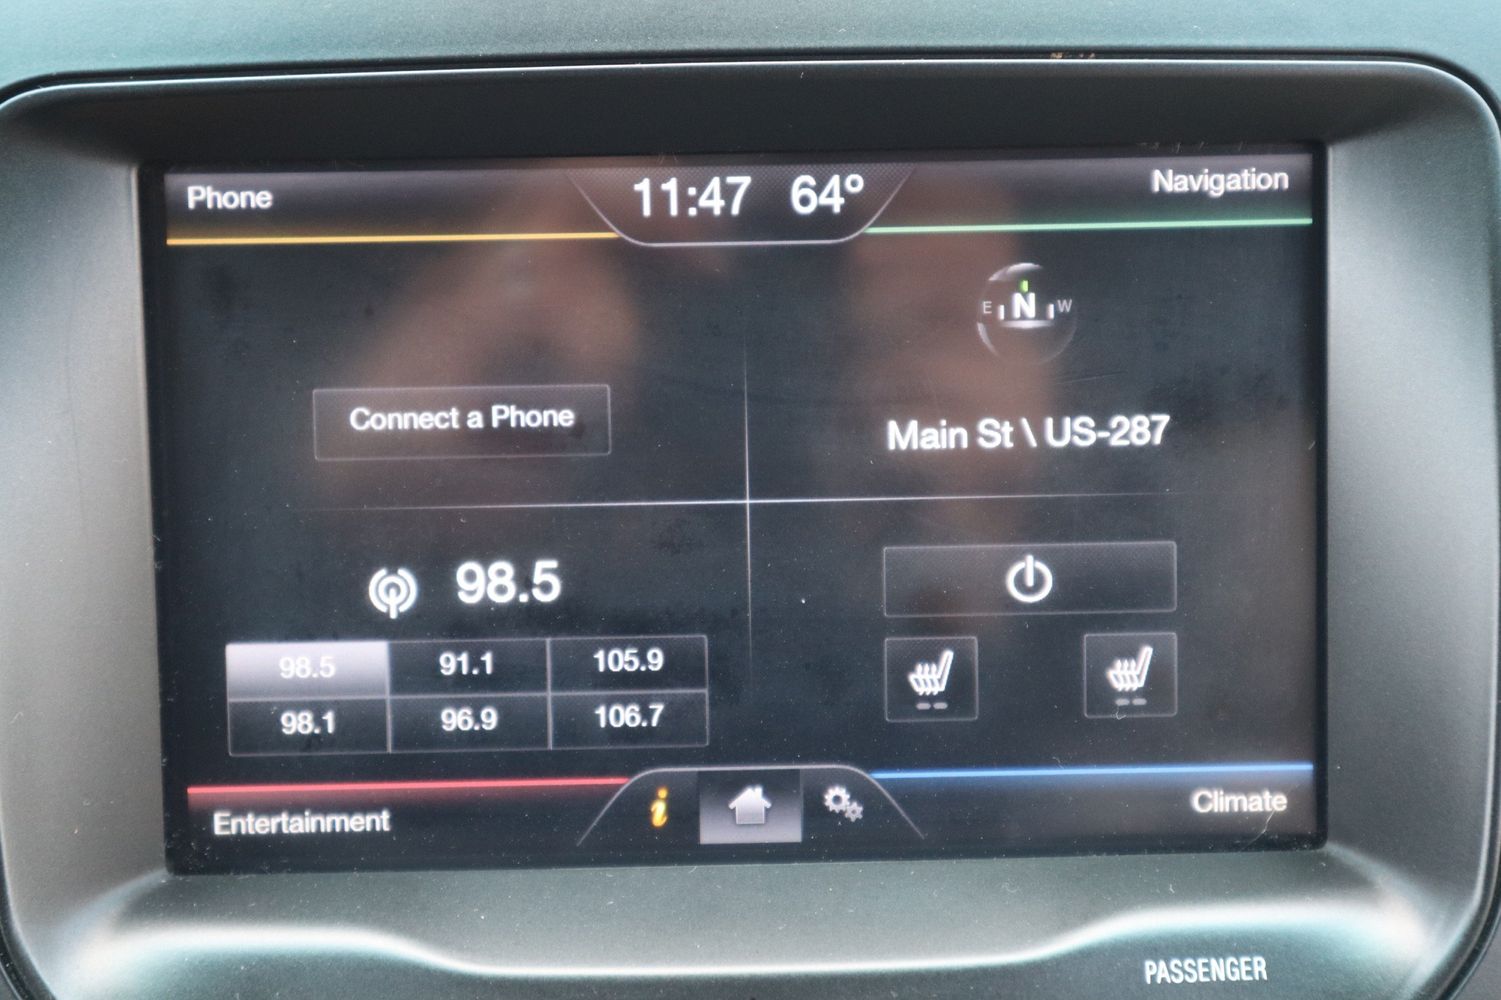 Phone
11:47 64º
Navigation
E N W
Connect a Phone
Main St \ US-287
98.5
98.5 91.1 105.9
98.1 96.9 106.7
Entertainment
i
Climate
PASSENGER